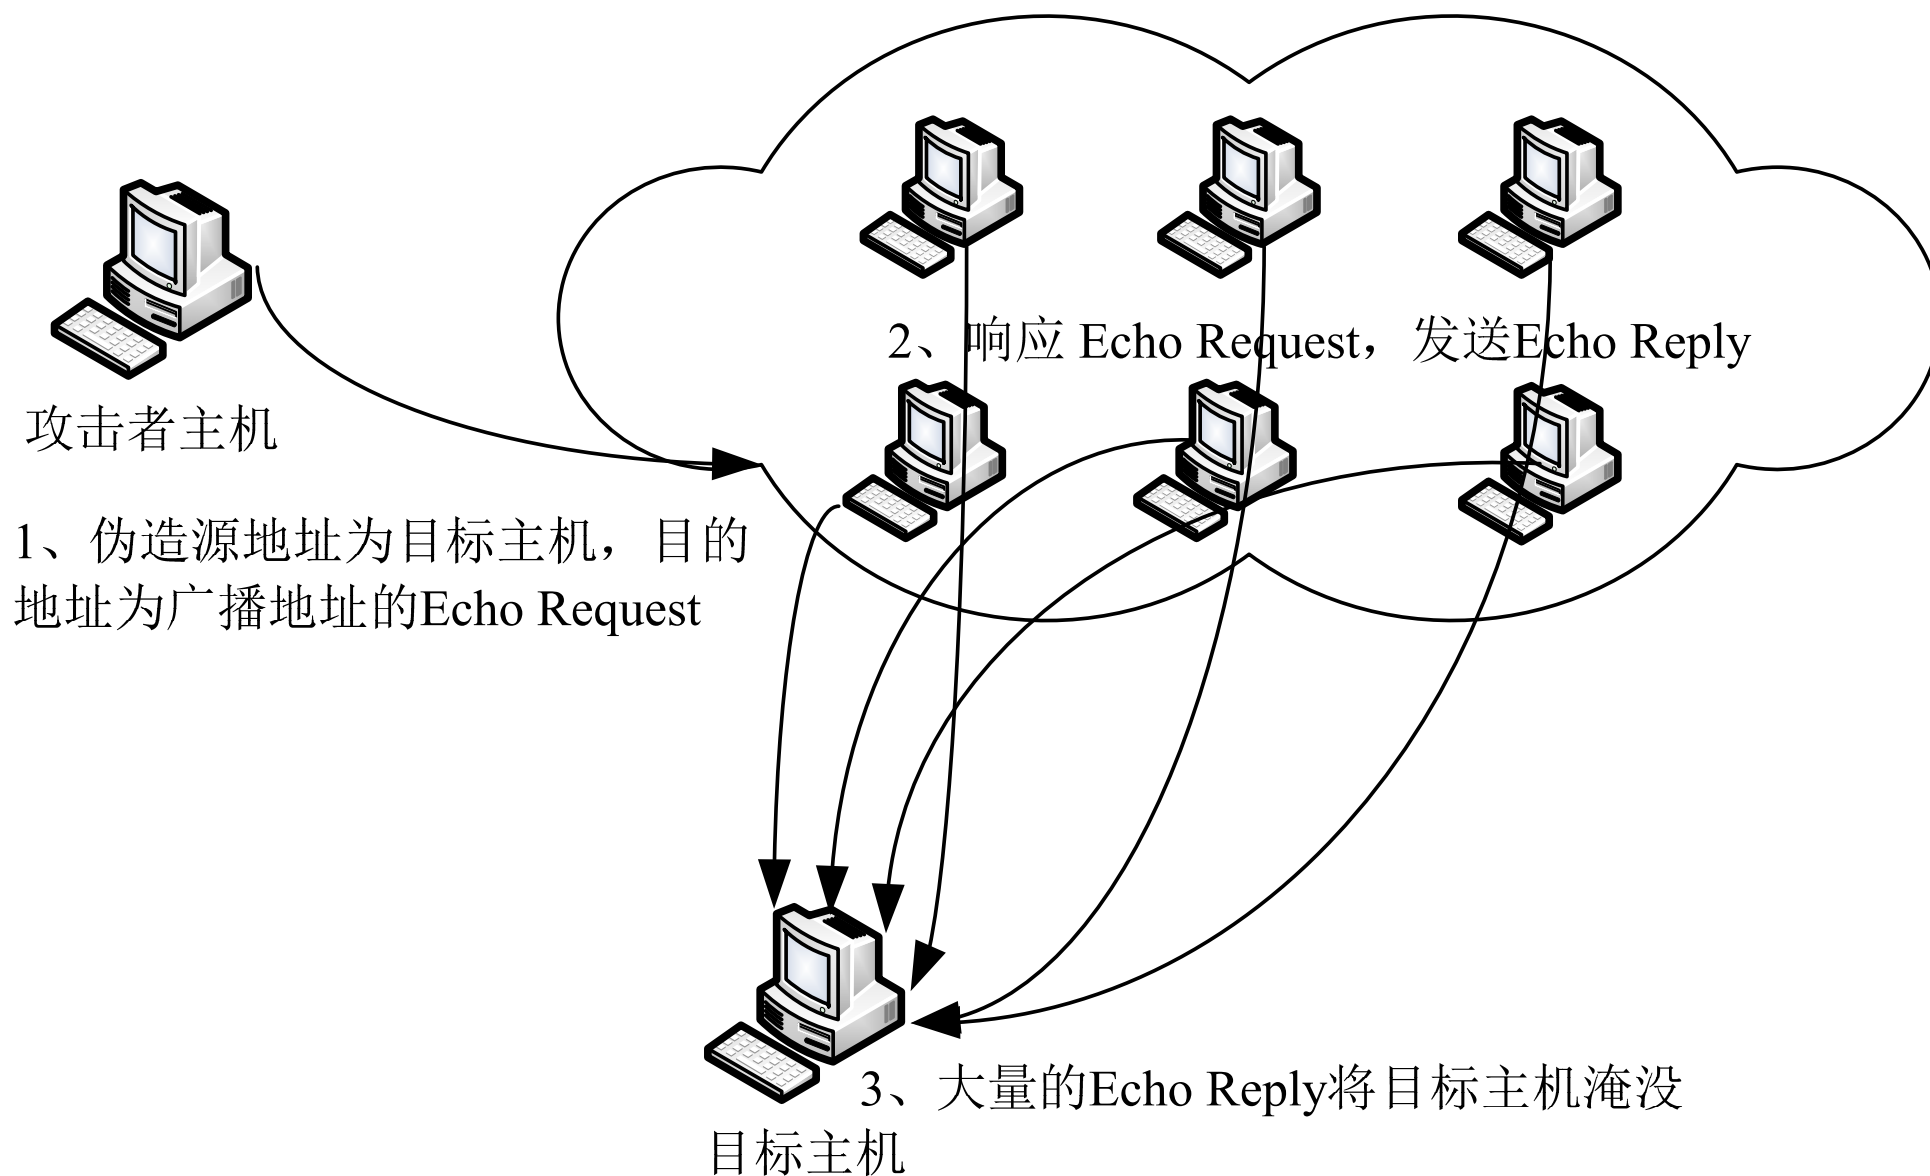 2、响应 Echo Request，发送Echo Reply
攻击者主机
1、伪造源地址为目标主机，目的
地址为广播地址的Echo Request
3、大量的Echo Reply将目标主机淹没
目标主机